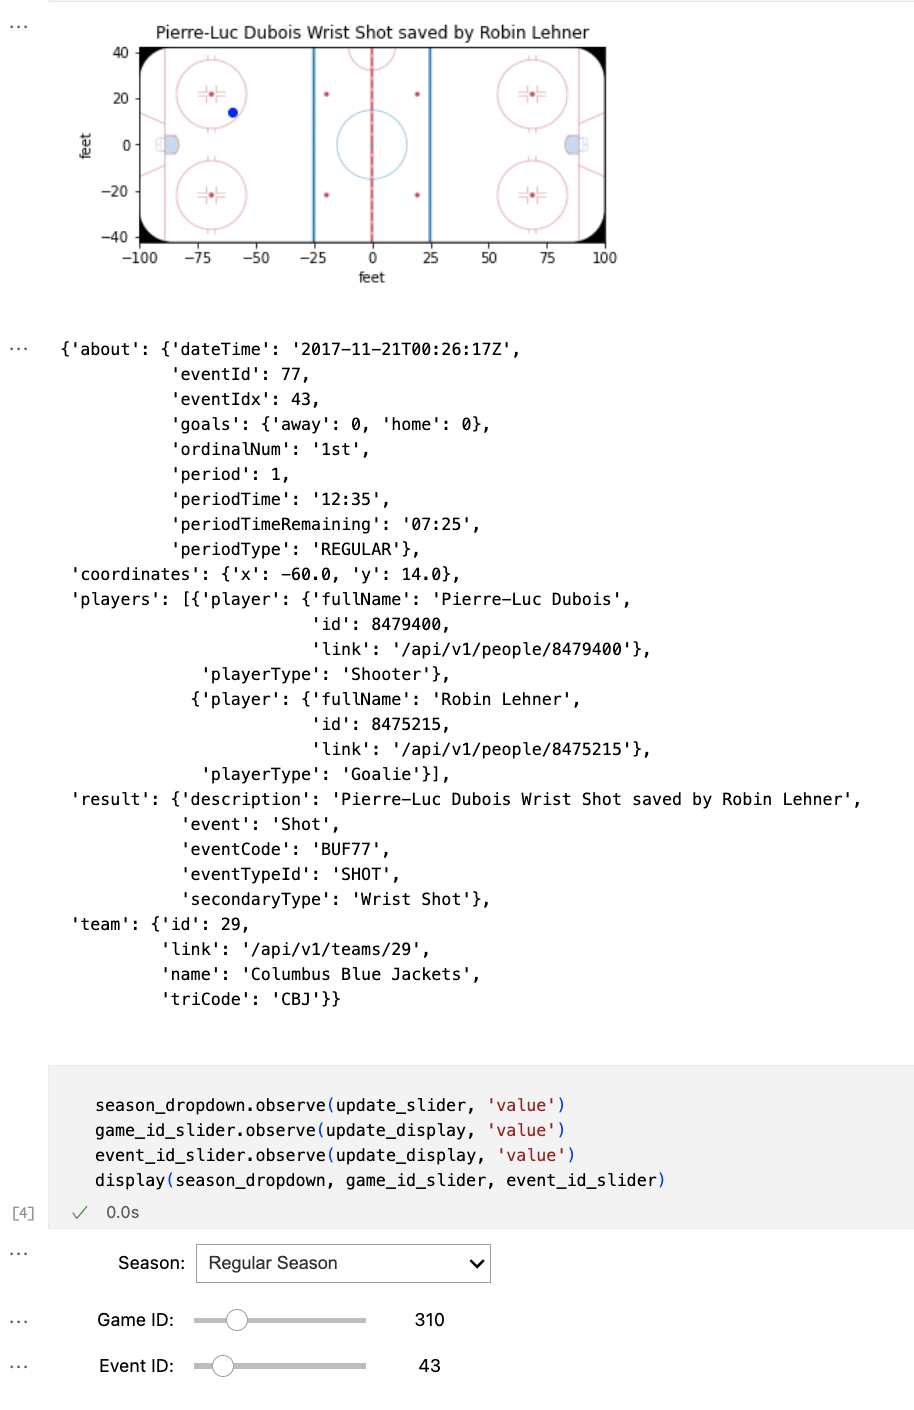 Pierre-Luc Dubois Wrist Shot saved by Robin Lehner
40
20
0
−20
−40
feet
−100 −75 −50 −25 0 25 50 75 100
feet
{'about': {'dateTime': '2017-11-21T00:26:17Z',
'eventId': 77,
'eventIdx': 43,
'goals': {'away': 0, 'home': 0},
'ordinalNum': '1st',
'period': 1,
'periodTime': '12:35',
'periodTimeRemaining': '07:25',
'periodType': 'REGULAR'},
'coordinates': {'x': -60.0, 'y': 14.0},
'players': [{'player': {'fullName': 'Pierre-Luc Dubois',
'id': 8479400,
'link': '/api/v1/people/8479400'},
'playerType': 'Shooter'},
{'player': {'fullName': 'Robin Lehner',
'id': 8475215,
'link': '/api/v1/people/8475215'},
'playerType': 'Goalie'}],
'result': {'description': 'Pierre-Luc Dubois Wrist Shot saved by Robin Lehner',
'event': 'Shot',
'eventCode': 'BUF77',
'eventTypeId': 'SHOT',
'secondaryType': 'Wrist Shot'},
'team': {'id': 29,
'link': '/api/v1/teams/29',
'name': 'Columbus Blue Jackets',
'triCode': 'CBJ'}}
season_dropdown.observe(update_slider, 'value')
game_id_slider.observe(update_display, 'value')
event_id_slider.observe(update_display, 'value')
display(season_dropdown, game_id_slider, event_id_slider)
[4] 0.0s
Season: Regular Season
Game ID: 310
Event ID: 43